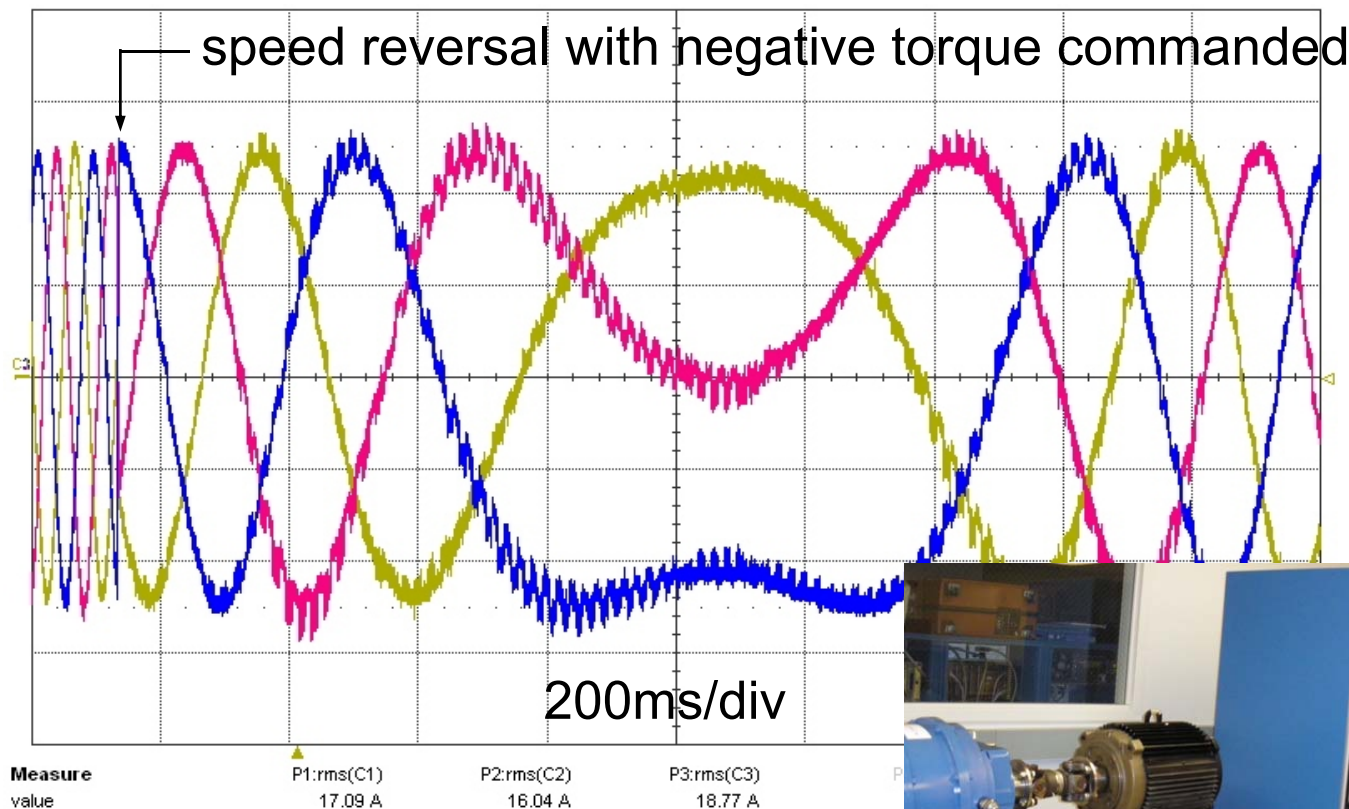 speed reversal with negative torque commanded
C3
200ms/div
Measure P1:rms(C1) P2:rms(C2) P3:rms(C3) P
value 17.09 A 16.04 A 18.77 A